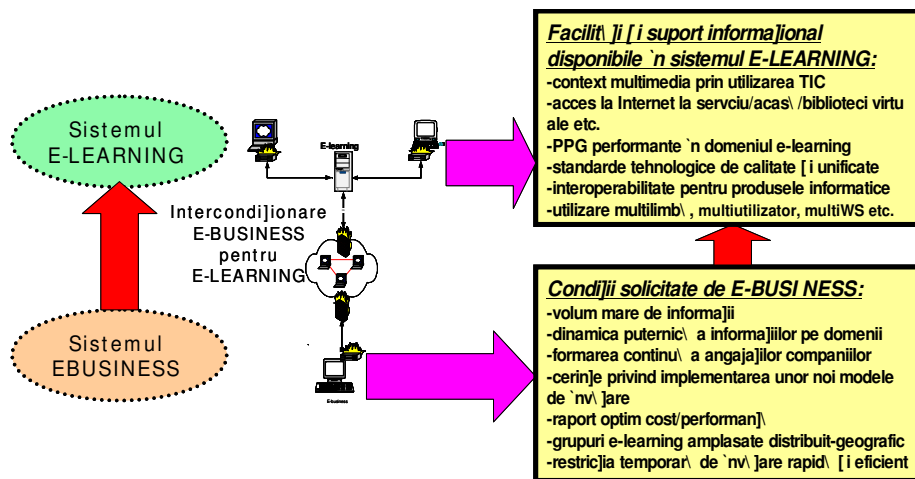 Sistemul
E-LEARNING
Intercondi]ionare
E-BUSINESS
pentru
E-LEARNING
Sistemul
EBUSINESS
E-learning
E-business
Facilit\ ]i [ i suport informa]ional
disponibile `n sistemul E-LEARNING:
-context multimedia prin utilizarea TIC
-acces la Internet la servciu/acas\ /biblioteci virtu
ale etc.
-PPG performante `n domeniul e-learning
-standarde tehnologice de calitate [ i unificate
-interoperabilitate pentru produsele informatice
-utilizare multilimb\ , multiutilizator, multiWS etc.
Condi]ii solicitate de E-BUSI NESS:
-volum mare de informa]ii
-dinamica puternic\ a informa]iilor pe domenii
-formarea continu\ a angaja]ilor companiilor
-cerin]e privind implementarea unor noi modele
de `nv\ ]are
-raport optim cost/performan]\
-grupuri e-learning amplasate distribuit-geografic
-restric]ia temporar\ de `nv\ ]are rapid\ [ i eficient